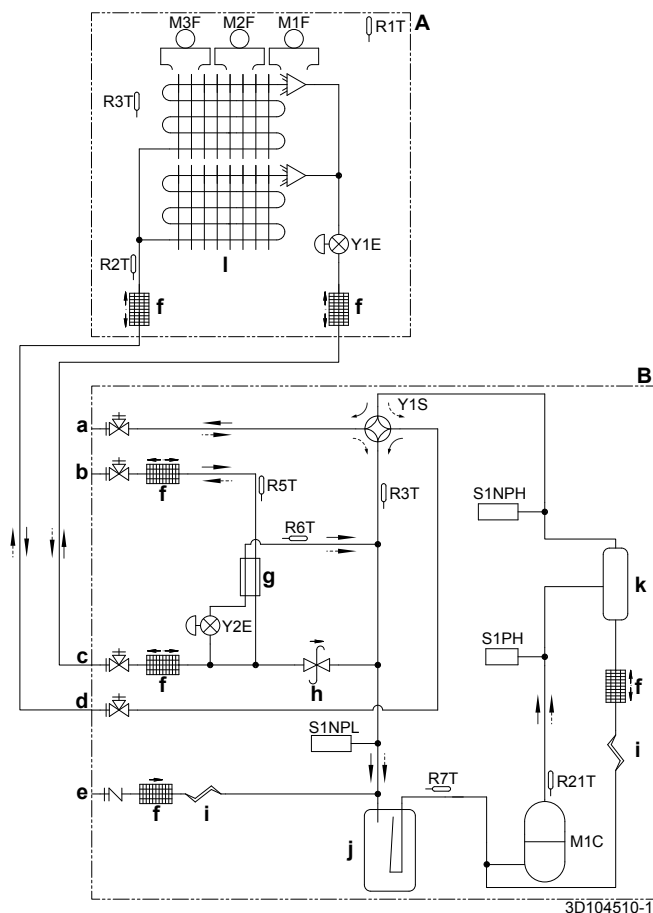 M3F M2F M1F
R1T
A
R3T
Y1E
R2T
l
f
f
B
a
Y1S
b
f
R5T
R3T
S1NPH
R6T
g
k
Y2E
S1PH
c
f
h
f
d
S1NPL
i
R7T
R21T
e
f
i
j
M1C
3D104510-1